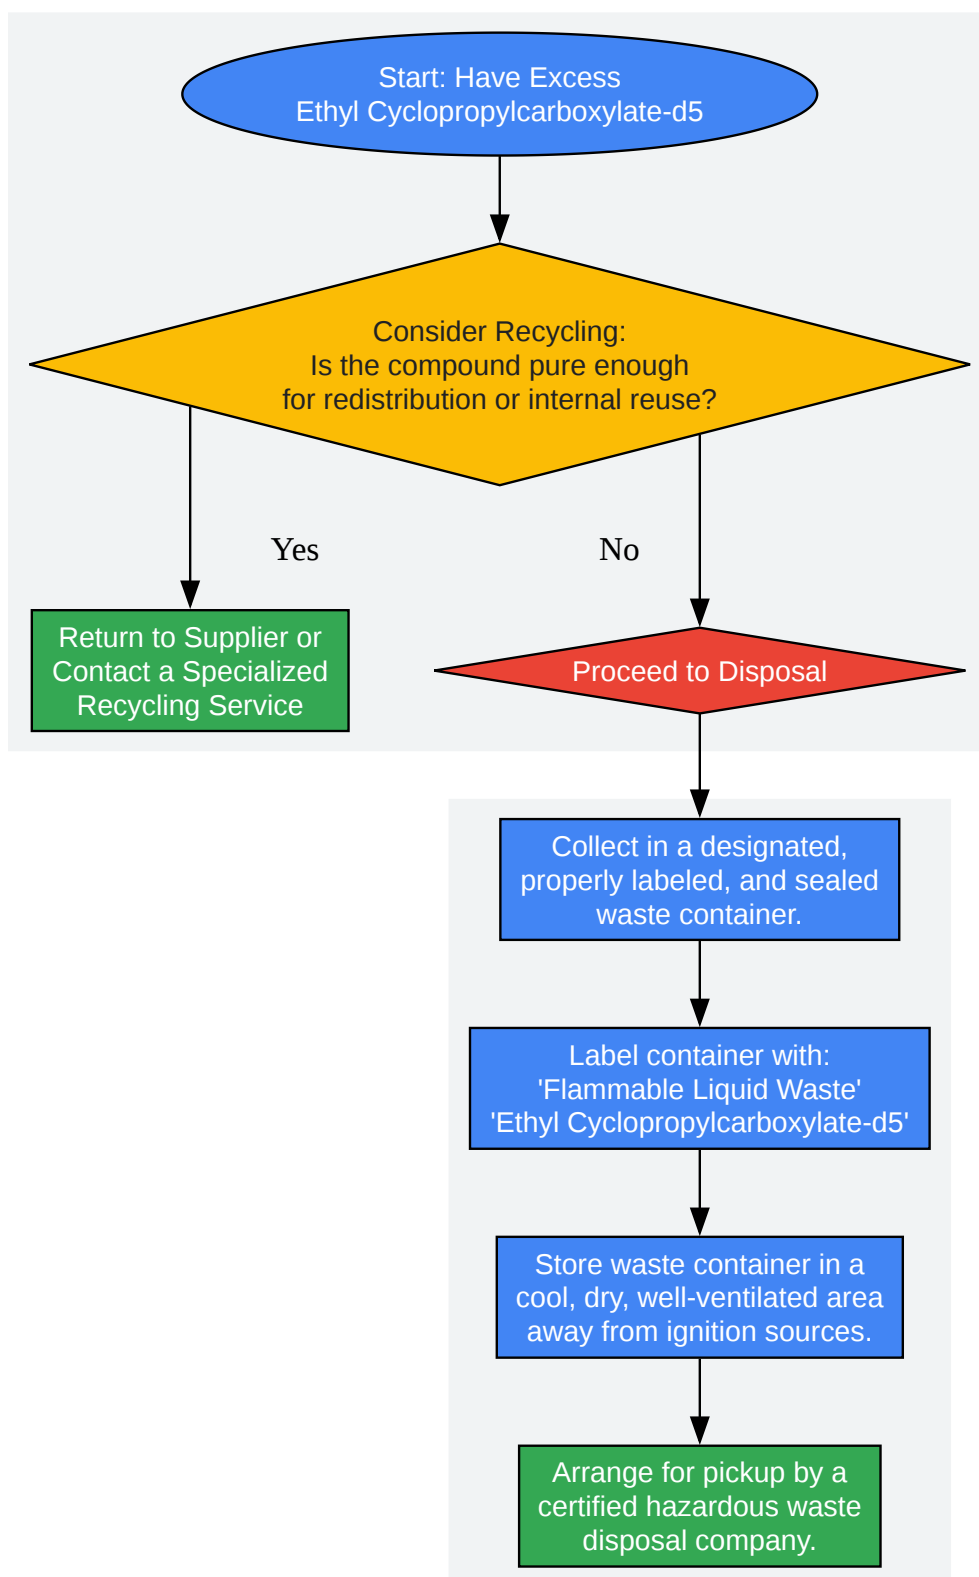 Start: Have Excess
Ethyl Cyclopropylcarboxylate-d5
Consider Recycling:
Is the compound pure enough
for redistribution or internal reuse?
Yes
No
Return to Supplier or
Contact a Specialized
Recycling Service
Proceed to Disposal
Collect in a designated,
properly labeled, and sealed
waste container.
Label container with:
'Flammable Liquid Waste'
'Ethyl Cyclopropylcarboxylate-d5'
Store waste container in a
cool, dry, well-ventilated area
away from ignition sources.
Arrange for pickup by a
certified hazardous waste
disposal company.